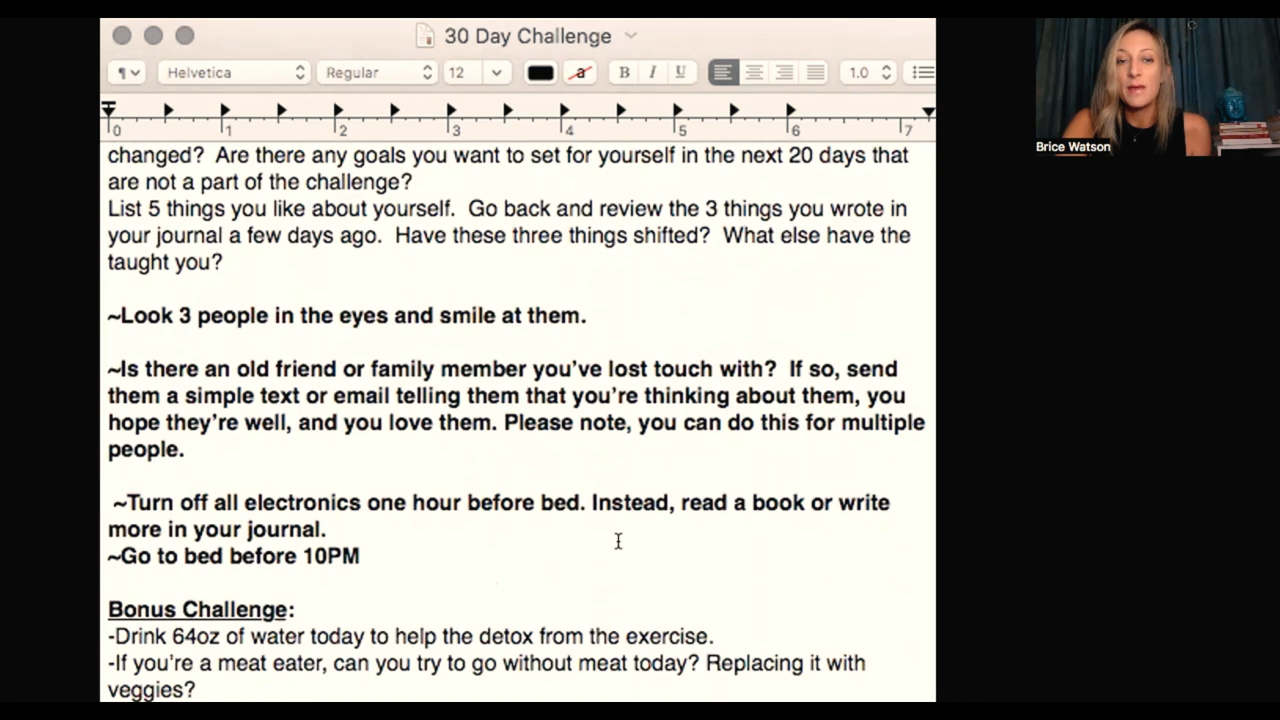 30 Day Challenge
¶ Helvetica Regular 12 a B I U 1.0
0 1 2 3 4 5 6 7
changed?  Are there any goals you want to set for yourself in the next 20 days that
are not a part of the challenge?
List 5 things you like about yourself.  Go back and review the 3 things you wrote in
your journal a few days ago.  Have these three things shifted?  What else have the
taught you?
~Look 3 people in the eyes and smile at them.
~Is there an old friend or family member you’ve lost touch with?  If so, send
them a simple text or email telling them that you’re thinking about them, you
hope they’re well, and you love them. Please note, you can do this for multiple
people.
~Turn off all electronics one hour before bed. Instead, read a book or write
more in your journal.
~Go to bed before 10PM
Bonus Challenge:
-Drink 64oz of water today to help the detox from the exercise.
-If you’re a meat eater, can you try to go without meat today? Replacing it with
veggies?
Brice Watson